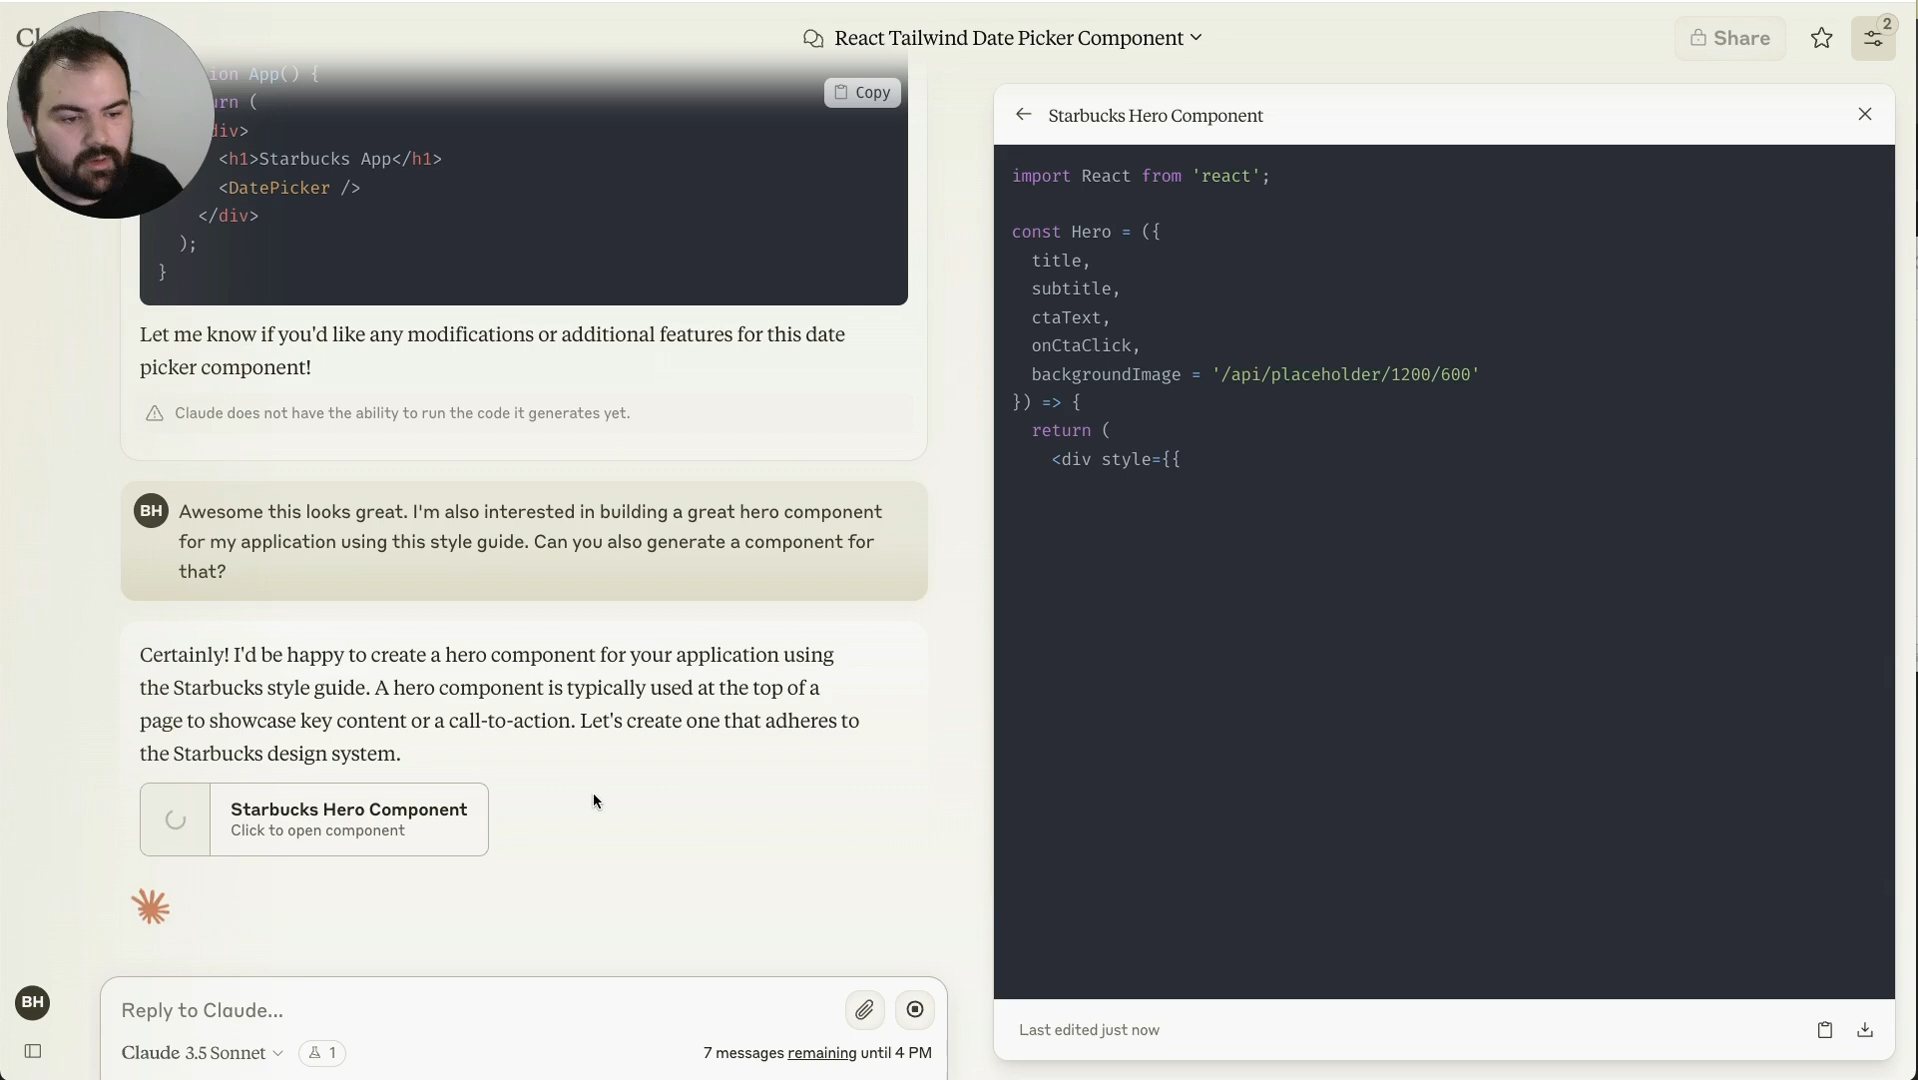 React Tailwind Date Picker Component
Share
2
ion App() {
urn (
div>
<h1>Starbucks App</h1>
<DatePicker />
</div>
);
}
Copy
Let me know if you'd like any modifications or additional features for this date
picker component!
Claude does not have the ability to run the code it generates yet.
BH
Awesome this looks great. I'm also interested in building a great hero component
for my application using this style guide. Can you also generate a component for
that?
Certainly! I'd be happy to create a hero component for your application using
the Starbucks style guide. A hero component is typically used at the top of a
page to showcase key content or a call-to-action. Let's create one that adheres to
the Starbucks design system.
Starbucks Hero Component
Click to open component
BH
Reply to Claude...
Claude 3.5 Sonnet
1
7 messages remaining until 4 PM
Starbucks Hero Component
import React from 'react';
const Hero = ({
title,
subtitle,
ctaText,
onCtaClick,
backgroundImage = '/api/placeholder/1200/600'
}) => {
return (
<div style={{
Last edited just now